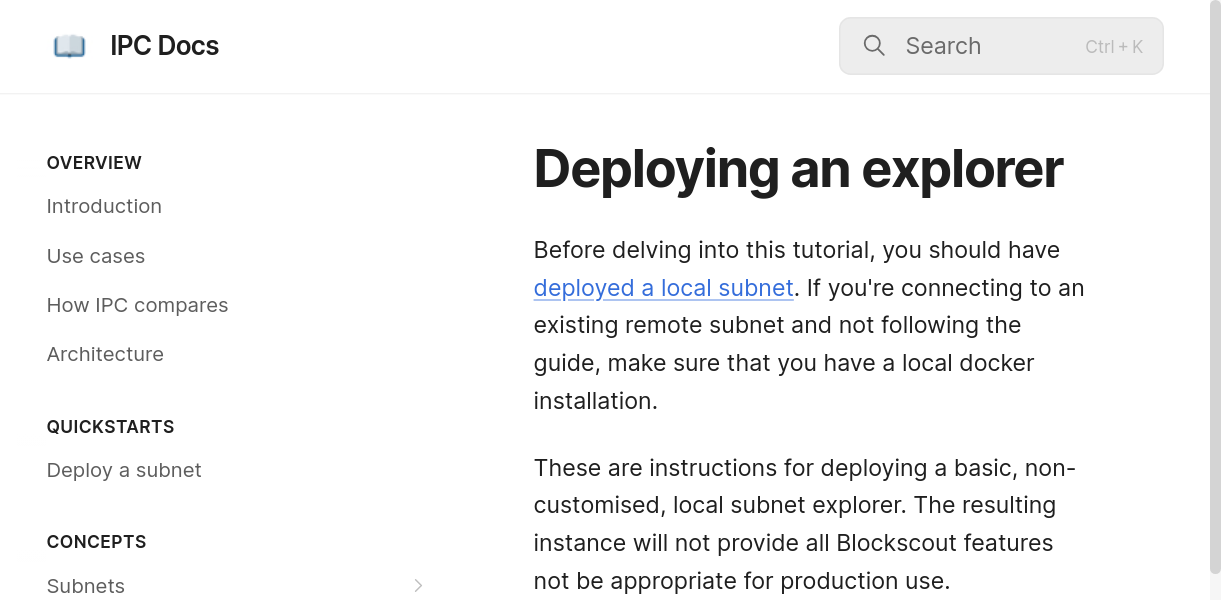 IPC Docs
Search
Ctrl + K
OVERVIEW
Introduction
Use cases
How IPC compares
Architecture
QUICKSTARTS
Deploy a subnet
CONCEPTS
Subnets
Deploying an explorer
Before delving into this tutorial, you should have
deployed a local subnet. If you're connecting to an
existing remote subnet and not following the
guide, make sure that you have a local docker
installation.
These are instructions for deploying a basic, non-
customised, local subnet explorer. The resulting
instance will not provide all Blockscout features
not be appropriate for production use.